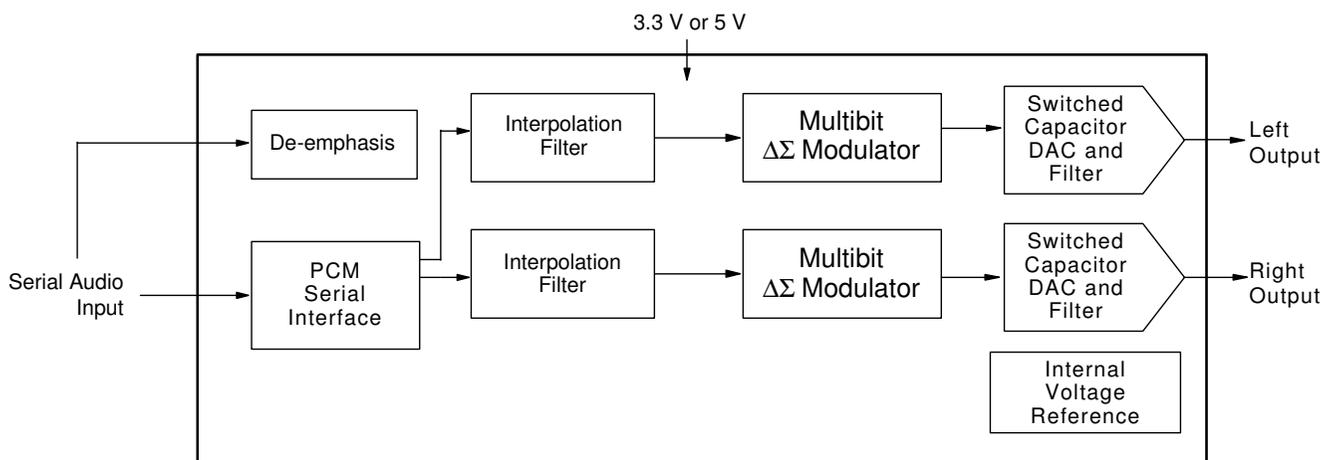 3.3 V or 5 V
De-emphasis
Interpolation
Filter
Multibit
ΔΣ Modulator
Switched
Capacitor
DAC and
Filter
Left
Output
Serial Audio
Input
PCM
Serial
Interface
Interpolation
Filter
Multibit
ΔΣ Modulator
Switched
Capacitor
DAC and
Filter
Right
Output
Internal
Voltage
Reference